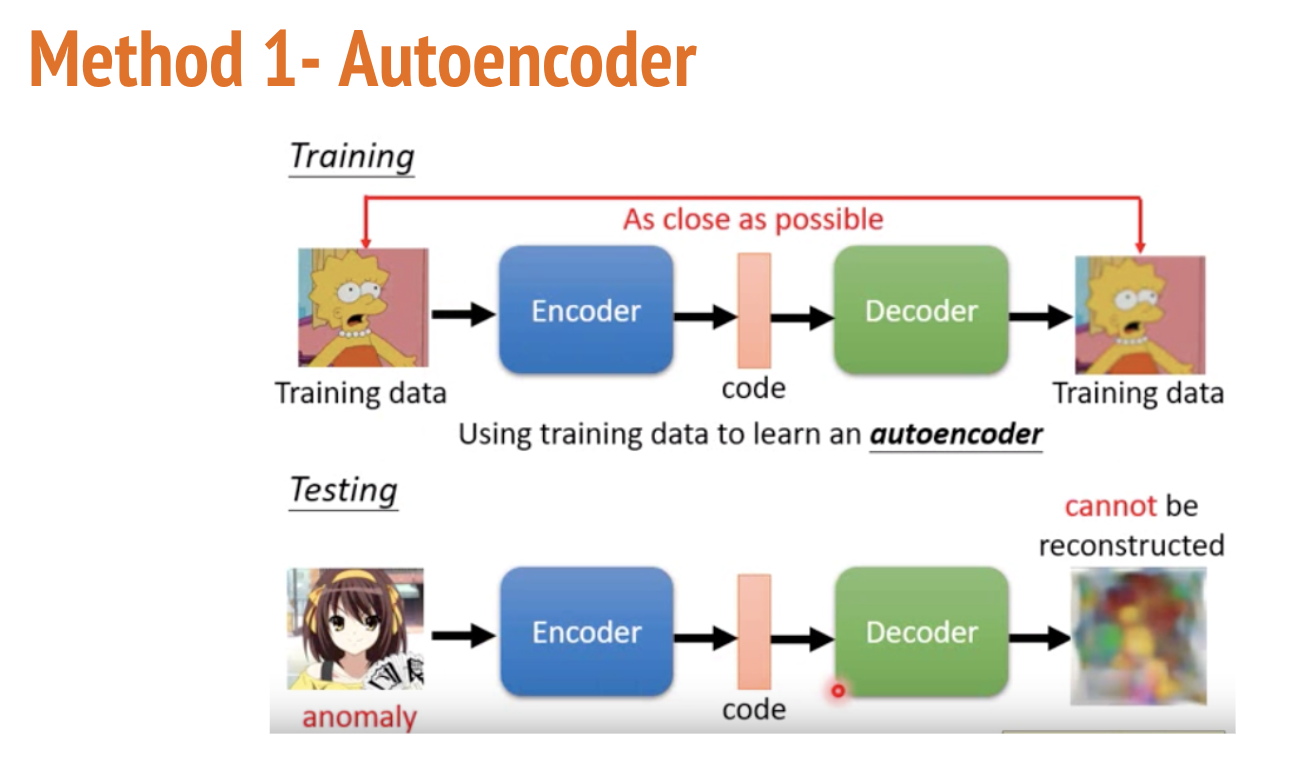 Method 1- Autoencoder
Training
As close as possible
Encoder
Decoder
Training data
code
Training data
Using training data to learn an autoencoder
Testing
cannot be
reconstructed
Encoder
Decoder
anomaly
code